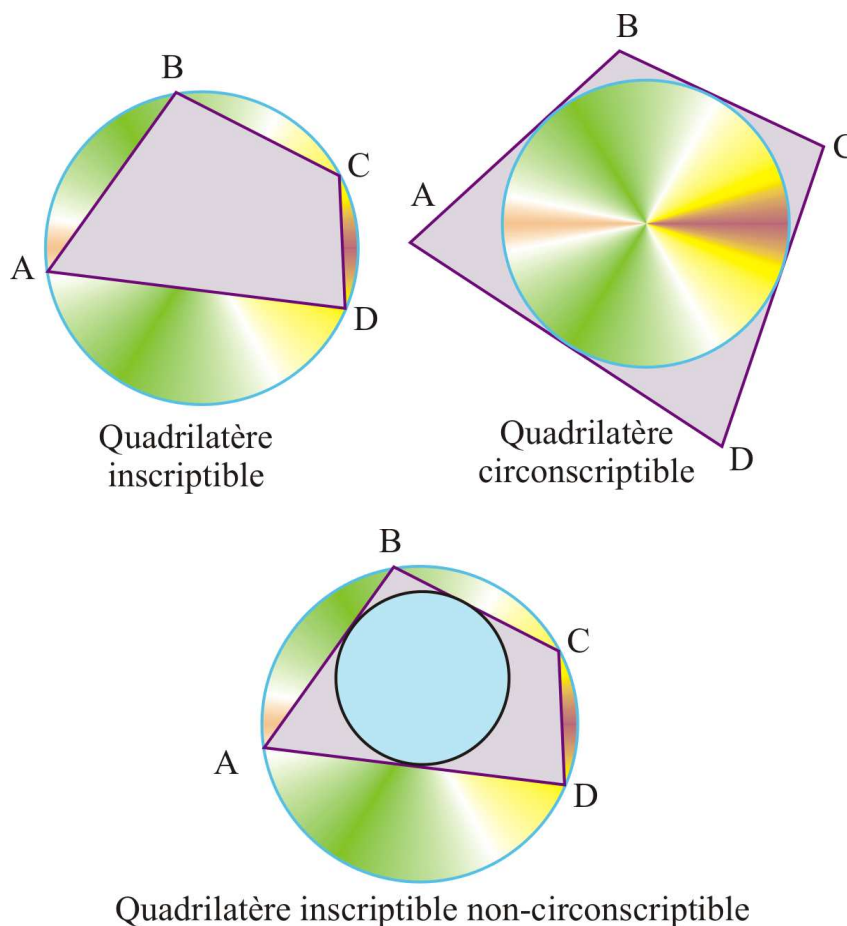 B
C
A
D
Quadrilatère
inscriptible
B
C
A
D
Quadrilatère
circonscriptible
B
C
A
D
Quadrilatère inscriptible non-circonscriptible